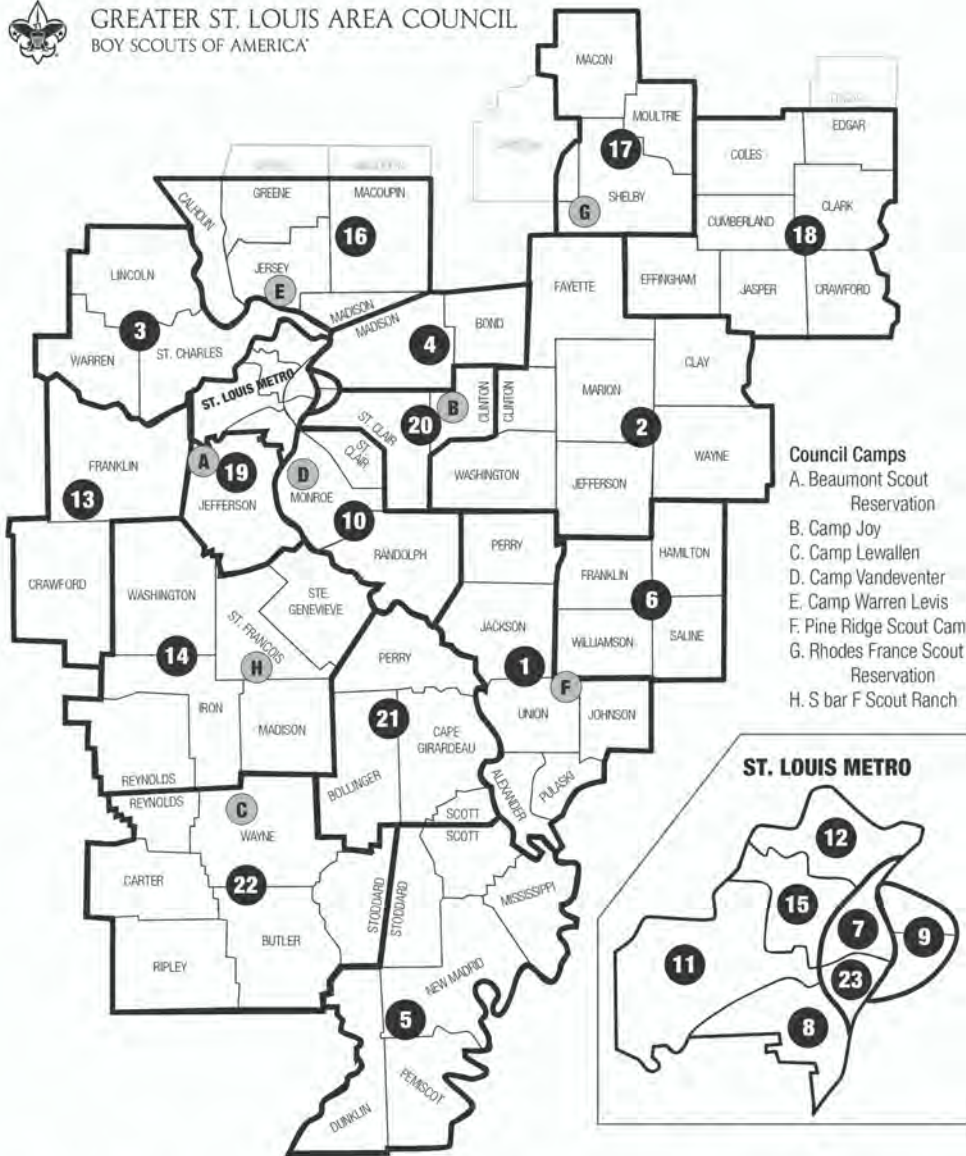 GREATER ST. LOUIS AREA COUNCIL
BOY SCOUTS OF AMERICA
MACON
MOULTRIE
17
SHELBY
G
EDGAR
COLES
CLARK
CUMBERLAND
18
EFFINGHAM
JASPER
CRAWFORD
CALHOUN
GREENE
MACOUPIN
16
JERSEY
E
LINCOLN
3
WARREN
ST. CHARLES
MADISON
MADISON
4
BOND
FAYETTE
CLAY
MARION
2
WAYNE
JEFFERSON
ST. LOUIS METRO
ST. CLAIR
20
B
CLINTON
CLINTON
ST. CLAIR
WASHINGTON
FRANKLIN
13
A
19
JEFFERSON
D
MONROE
10
RANDOLPH
PERRY
HAMILTON
FRANKLIN
6
WILLIAMSON
SALINE
JACKSON
1
F
UNION
JOHNSON
ALEXANDER
PULASKI
CRAWFORD
WASHINGTON
STE.
GENEVIEVE
ST. FRANCOIS
14
H
IRON
MADISON
REYNOLDS
PERRY
21
CAPE
GIRARDEAU
BOLLINGER
SCOTT
SCOTT
REYNOLDS
C
WAYNE
CARTER
22
BUTLER
RIPLEY
STODDARD
STODDARD
MISSISSIPPI
NEW MADRID
5
PEMISCOT
DUNKLIN
Council Camps
A. Beaumont Scout
Reservation
B. Camp Joy
C. Camp Lewallen
D. Camp Vandeventer
E. Camp Warren Levis
F. Pine Ridge Scout Cam
G. Rhodes France Scout
Reservation
H. S bar F Scout Ranch
ST. LOUIS METRO
12
15
7
9
11
23
8